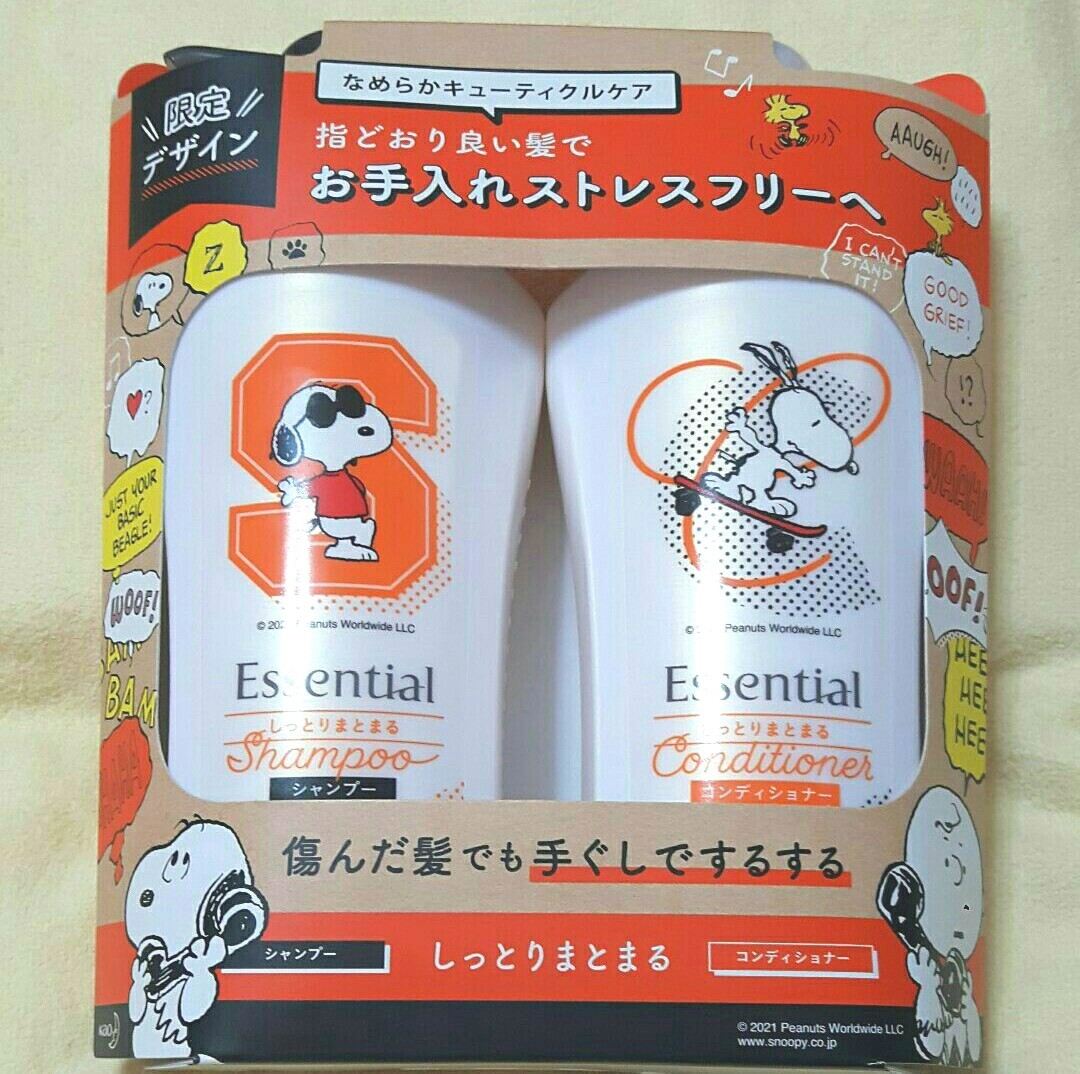 限定
デザイン
なめらかキューティクルケア
指どおり良い髪で
お手入れストレスフリーへ
AAUGH!
I CAN'T
STAND
IT!
GOOD
GRIEF!
!?
Z
?
JUST YOUR
BASIC
BEAGLE!
WOOF!
BAM
OOF!
HEE
HEE
HEE
S
© Peanuts Worldwide LLC
Essential
しっとりまとまる
Shampoo
シャンプー
C
© Peanuts Worldwide LLC
Essential
しっとりまとまる
Conditioner
コンディショナー
傷んだ髪でも手ぐしでするする
シャンプー
しっとりまとまる
コンディショナー
Kao
© 2021 Peanuts Worldwide LLC
www.snoopy.co.jp